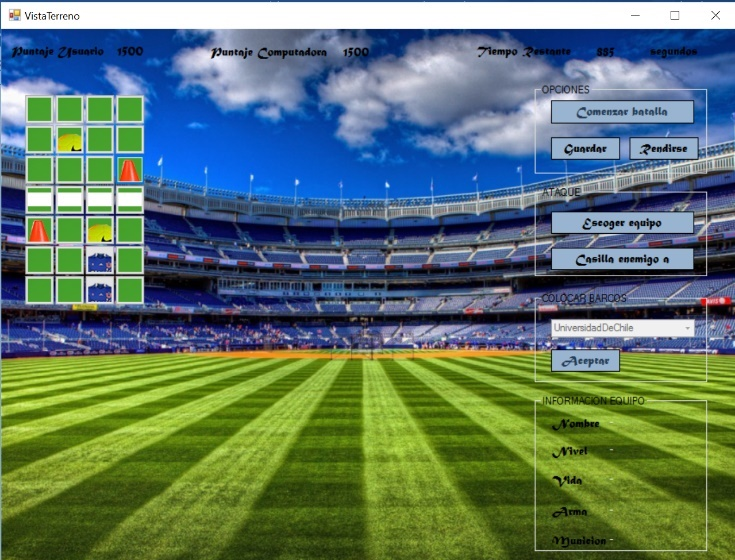 VistaTerreno
Puntaje Usuario 1500 Puntaje Computadora 1500 Tiempo Restante 885 segundos
OPCIONES
Comenzar batalla
Guardar Rendirse
ATAQUE
Escoger equipo
Casilla enemigo a
COLOCAR BARCOS
UniversidadDeChile
Aceptar
INFORMACION EQUIPO
Nombre -
Nivel -
Vida -
Arma -
Municion -